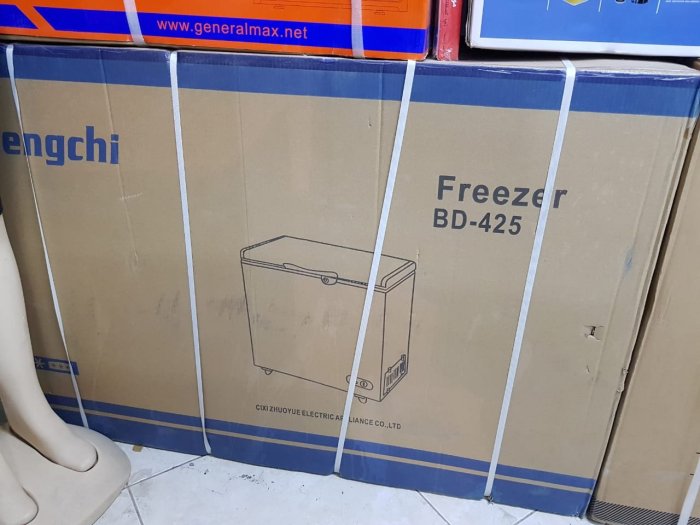 www.generalmax.net
engchi
Freezer
BD-425
CIXI ZHUOYUE ELECTRIC APPLIANCE CO.,LTD